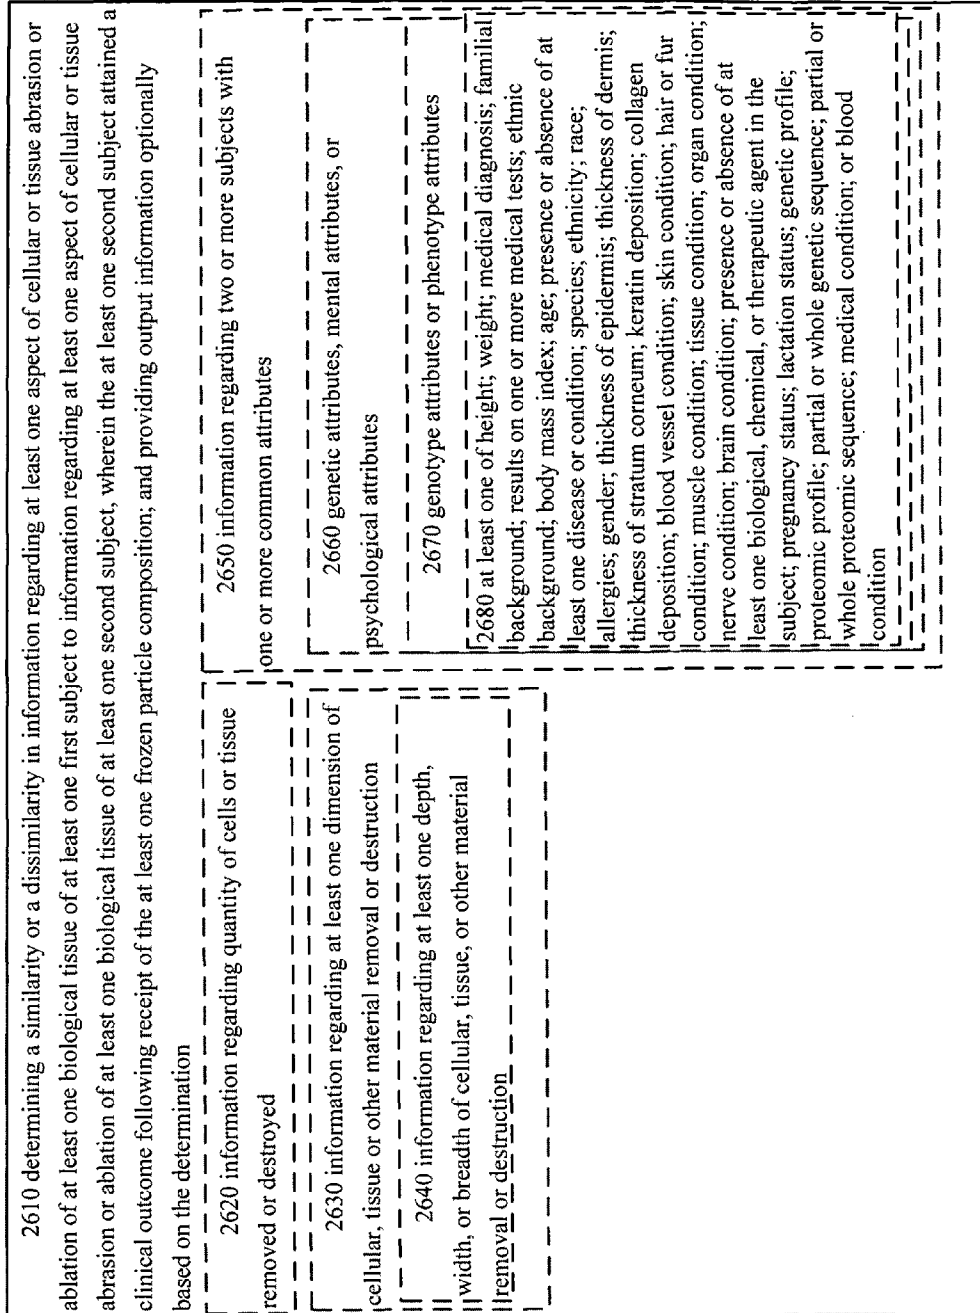 2610 determining a similarity or a dissimilarity in information regarding at least one aspect of cellular or tissue abrasion or
ablation of at least one biological tissue of at least one first subject to information regarding at least one aspect of cellular or tissue
abrasion or ablation of at least one biological tissue of at least one second subject, wherein the at least one second subject attained a
clinical outcome following receipt of the at least one frozen particle composition; and providing output information optionally
based on the determination
2620 information regarding quantity of cells or tissue
removed or destroyed
2630 information regarding at least one dimension of
cellular, tissue or other material removal or destruction
2640 information regarding at least one depth,
width, or breadth of cellular, tissue, or other material
removal or destruction
2650 information regarding two or more subjects with
one or more common attributes
2660 genetic attributes, mental attributes, or
psychological attributes
2670 genotype attributes or phenotype attributes
2680 at least one of height; weight; medical diagnosis; familial
background; results on one or more medical tests; ethnic
background; body mass index; age; presence or absence of at
least one disease or condition; species; ethnicity; race;
allergies; gender; thickness of epidermis; thickness of dermis;
thickness of stratum corneum; keratin deposition; collagen
deposition; blood vessel condition; skin condition; hair or fur
condition; muscle condition; tissue condition; organ condition;
nerve condition; brain condition; presence or absence of at
least one biological, chemical, or therapeutic agent in the
subject; pregnancy status; lactation status; genetic profile;
proteomic profile; partial or whole genetic sequence; partial or
whole proteomic sequence; medical condition; or blood
condition